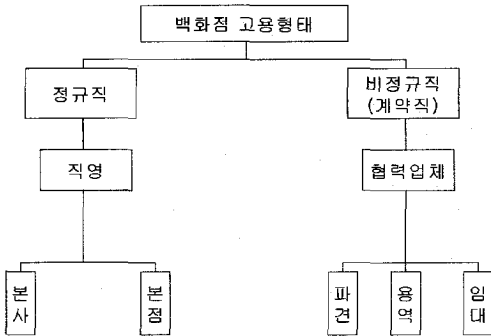 백화점 고용형태
정규직
비정규직
(계약직)
직영
협력업체
본사
본점
파견
용역
임대